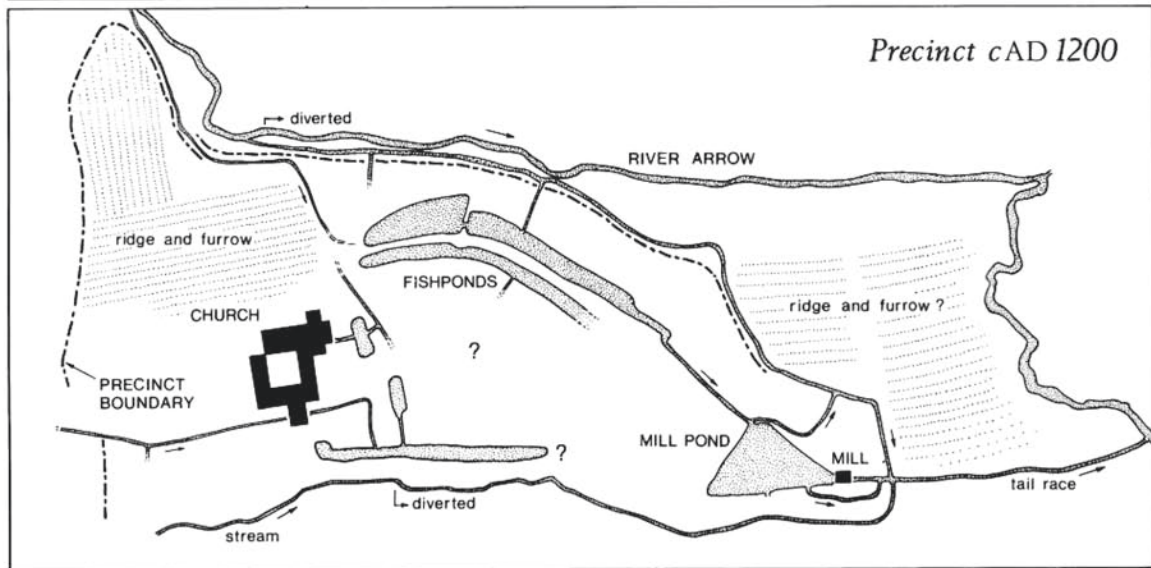 Precinct cAD 1200
diverted
RIVER ARROW
ridge and furrow
FISHPONDS
CHURCH
ridge and furrow ?
?
PRECINCT
BOUNDARY
MILL POND
MILL
?
tail race
diverted
stream